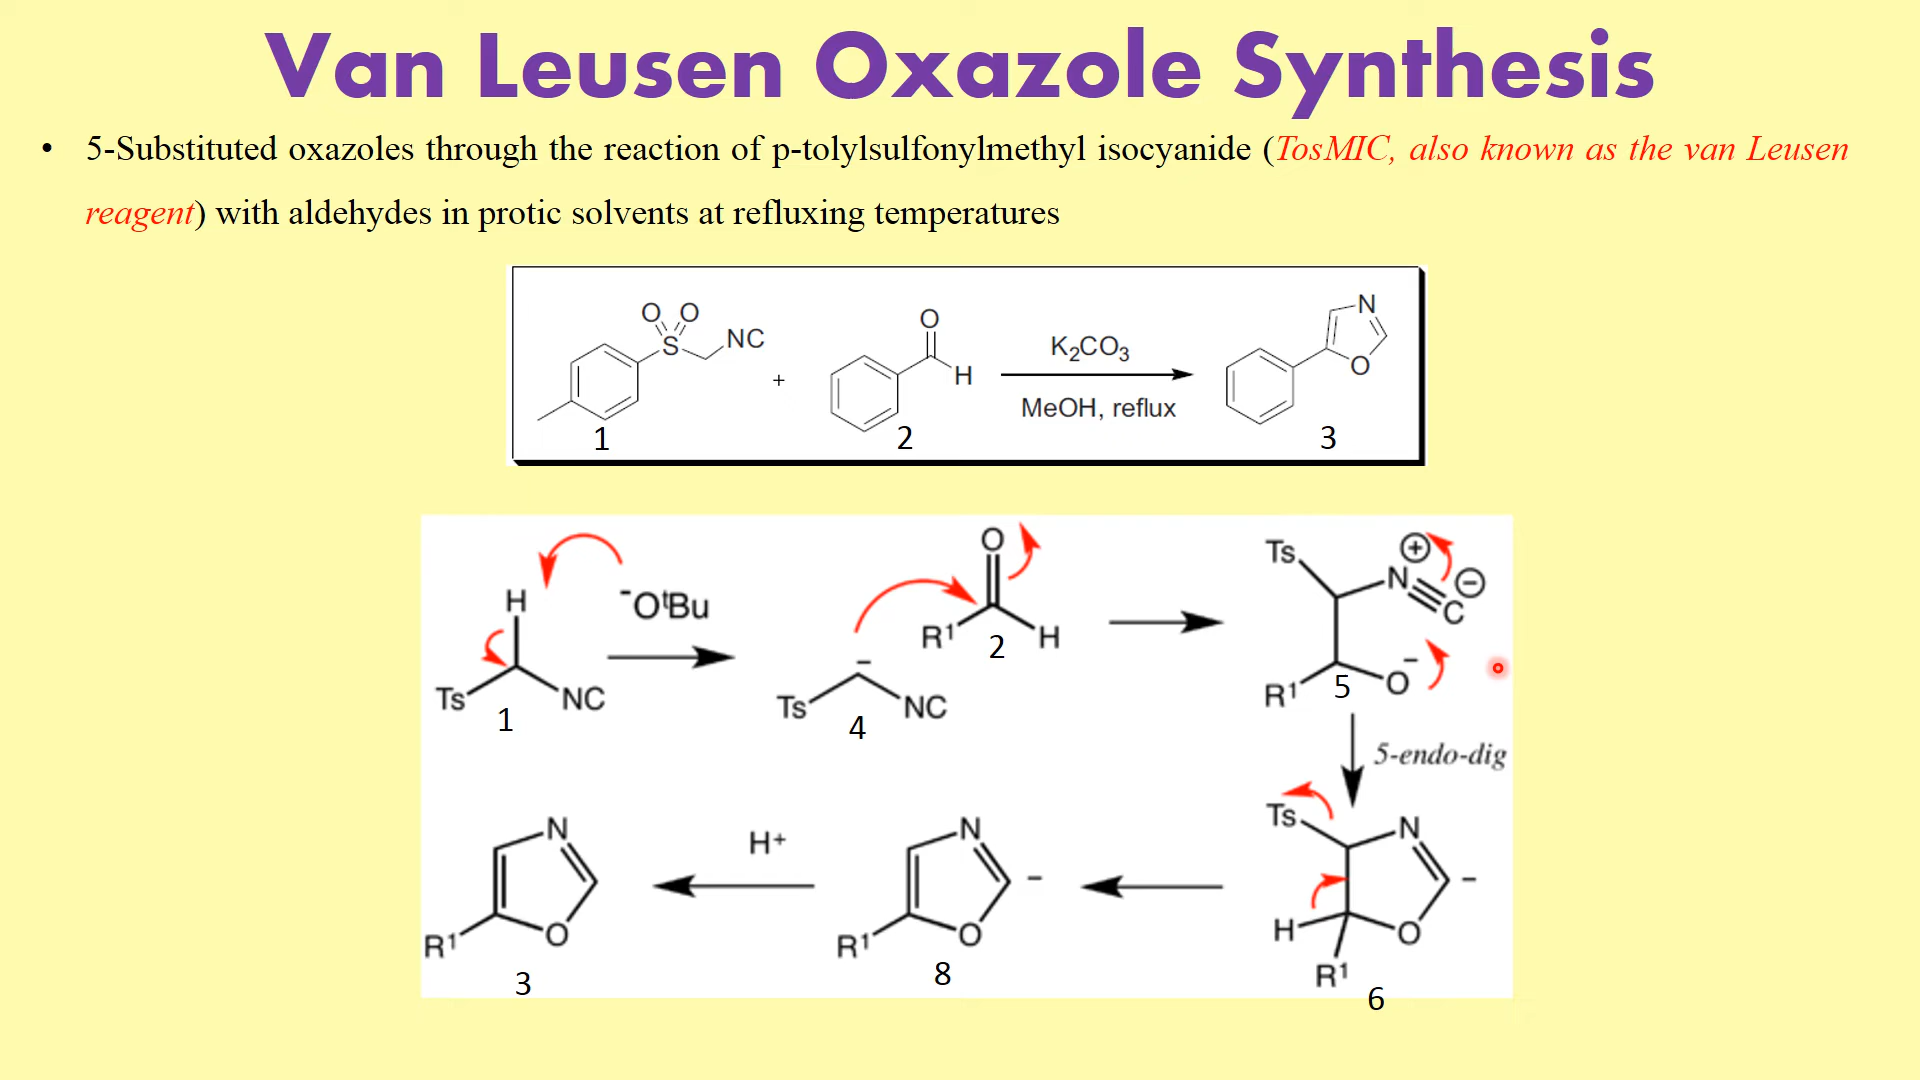 Van Leusen Oxazole Synthesis
• 5-Substituted oxazoles through the reaction of p-tolylsulfonylmethyl isocyanide (TosMIC, also known as the van Leusen
reagent) with aldehydes in protic solvents at refluxing temperatures
O O
S
NC
1
+
O
H
2
K₂CO₃
MeOH, reflux
N
O
3
H
⁻OᵗBu
Ts
NC
1
Ts
−
NC
4
O
R¹
H
2
Ts
N
⊕
C
⊖
R¹
O⁻
5
5-endo-dig
Ts
N
−
O
H
R¹
6
N
−
O
R¹
8
H⁺
N
O
R¹
3